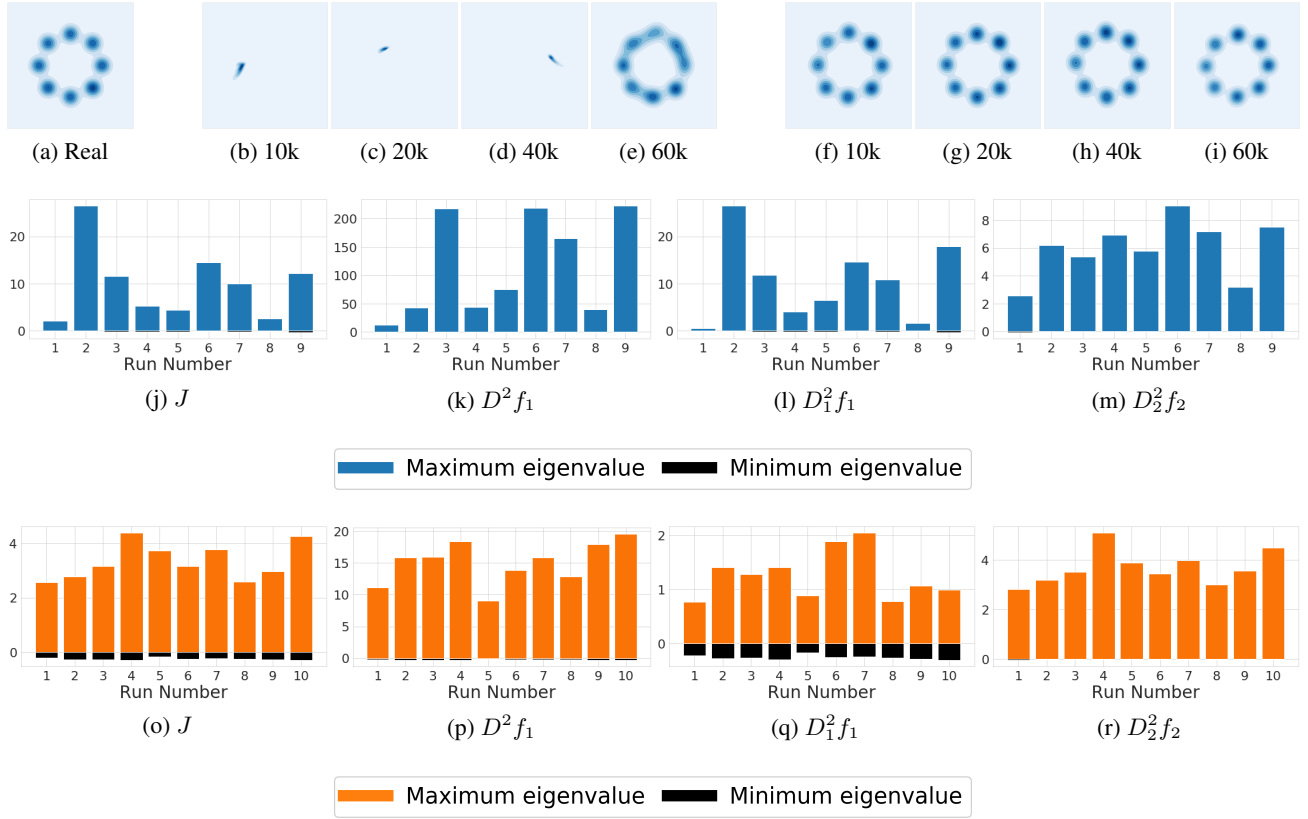 (a) Real (b) 10k (c) 20k (d) 40k (e) 60k (f) 10k (g) 20k (h) 40k (i) 60k
20
10
0
1 2 3 4 5 6 7 8 9
Run Number
(j) J
200
150
100
50
0
1 2 3 4 5 6 7 8 9
Run Number
(k) D²f₁
20
10
0
1 2 3 4 5 6 7 8 9
Run Number
(l) D₁²f₁
8
6
4
2
0
1 2 3 4 5 6 7 8 9
Run Number
(m) D₂²f₂
Maximum eigenvalue Minimum eigenvalue
4
2
0
1 2 3 4 5 6 7 8 9 10
Run Number
(o) J
20
15
10
5
0
1 2 3 4 5 6 7 8 9 10
Run Number
(p) D²f₁
2
1
0
1 2 3 4 5 6 7 8 9 10
Run Number
(q) D₁²f₁
4
2
0
1 2 3 4 5 6 7 8 9 10
Run Number
(r) D₂²f₂
Maximum eigenvalue Minimum eigenvalue